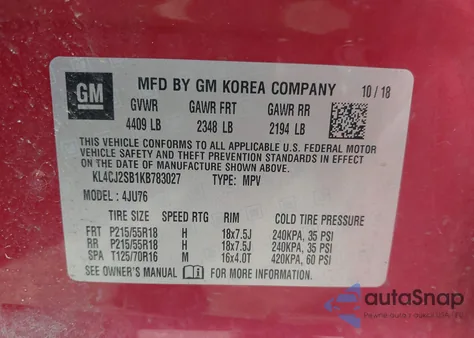 GM MFD BY GM KOREA COMPANY 10/18
GVWR GAWR FRT GAWR RR
4409 LB 2348 LB 2194 LB
THIS VEHICLE CONFORMS TO ALL APPLICABLE U.S. FEDERAL MOTOR
VEHICLE SAFETY, BUMPER, AND THEFT PREVENTION
STANDARDS IN EFFECT ON THE DATE OF MANUFACTURE SHOWN ABOVE.
KL4CJ2SB1KB783027 TYPE: MPV
MODEL: 4JU76
TIRE SIZE SPEED RTG RIM COLD TIRE PRESSURE
FRT P215/55R18 H 18x7.5J 240KPA, 35 PSI
RR P215/55R18 H 18x7.5J 240KPA, 35 PSI
SPA T125/70R16 M 16x4.0T 420KPA, 60 PSI
SEE OWNER'S MANUAL FOR MORE INFORMATION
autoSnap